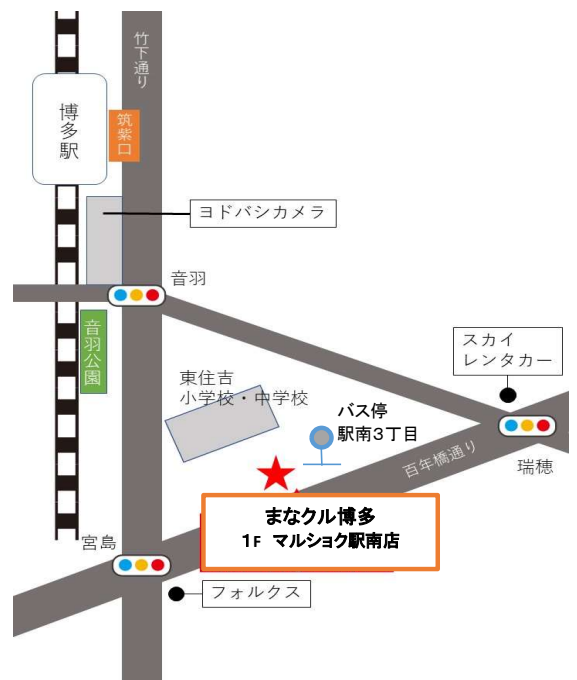 竹下通り
博多駅
筑紫口
ヨドバシカメラ
音羽
音羽公園
スカイ
レンタカー
東住吉
小学校・中学校
バス停
駅南3丁目
百年橋通り
瑞穂
まなクル博多
1F マルショク駅南店
宮島
フォルクス